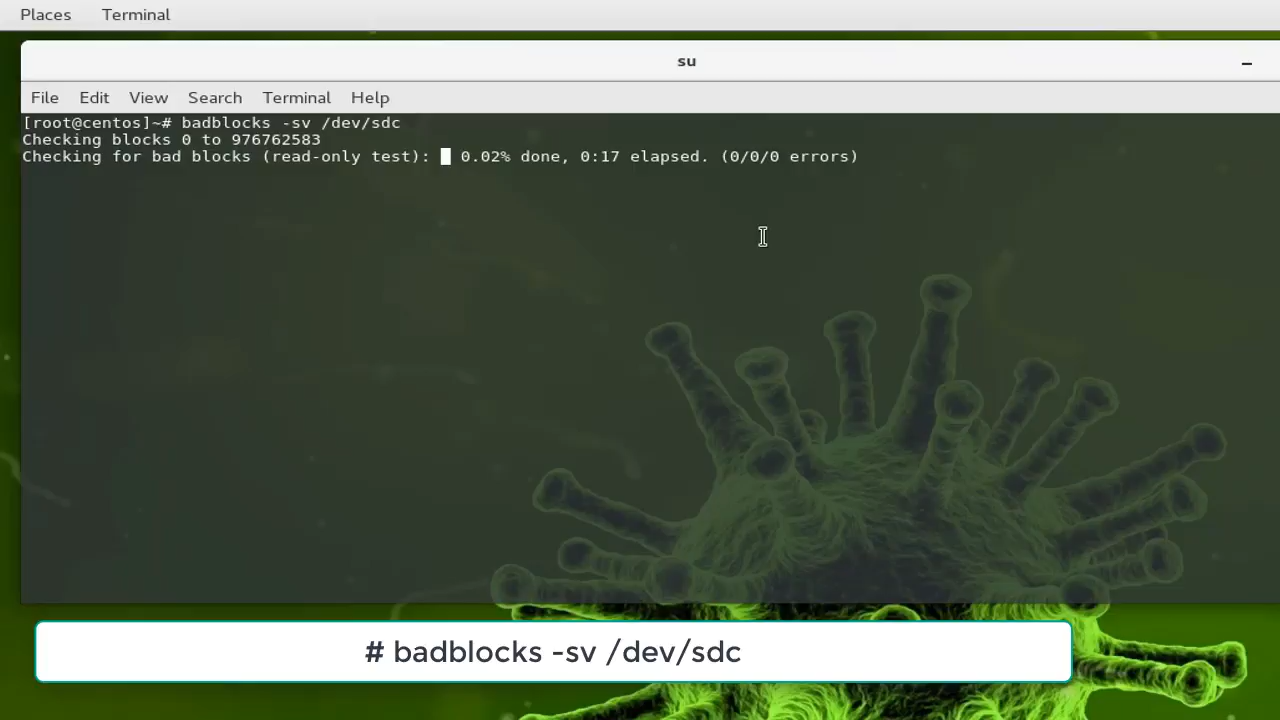 Places Terminal
su
File Edit View Search Terminal Help
[root@centos]~# badblocks -sv /dev/sdc
Checking blocks 0 to 976762583
Checking for bad blocks (read-only test): 0.02% done, 0:17 elapsed. (0/0/0 errors)
# badblocks -sv /dev/sdc